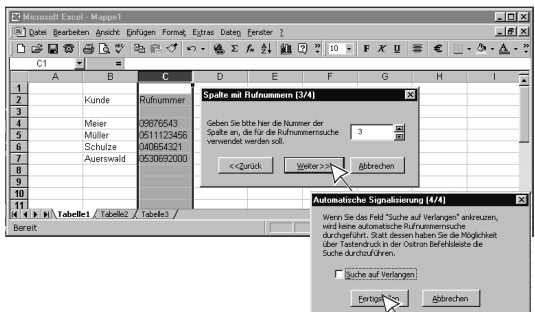 Microsoft Excel - Mappe1
Datei Bearbeiten Ansicht Einfügen Format Extras Daten Fenster ?
10 F K U €
C1 =
A B C D E F G H I
1
2 Kunde Rufnummer
3
4 Meier 09876543
5 Müller 0511123456
6 Schulze 040654321
7 Auerswald 0530692000
8
9
10
11
Tabelle1 Tabelle2 Tabelle3
Bereit
Spalte mit Rufnummern (3/4)
Geben Sie btte hier die Nummer der
Spalte an, die für die Rufnummernsuche
verwendet werden soll.
3
<<Zurück Weiter>> Abbrechen
Automatische Signalisierung (4/4)
Wenn Sie das Feld "Suche auf Verlangen" ankreuzen,
wird keine automatische Rufnummernsuche
durchgeführt. Statt dessen haben Sie die Möglichkeit
über Tastendruck in der Ositron Befehlsleiste die
Suche durchzuführen.
Suche auf Verlangen
Abbrechen